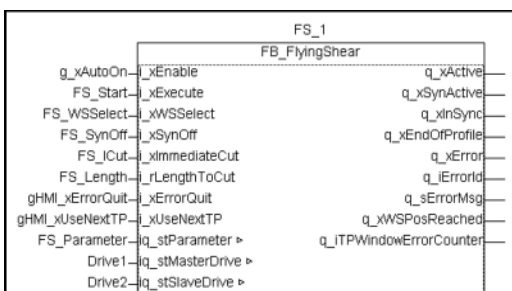 FS_1
FB_FlyingShear
g_xAutoOn i_xEnable q_xActive
FS_Start i_xExecute q_xSynActive
FS_WSSelect i_xWSSelect q_xInSync
FS_SynOff i_xSynOff q_xEndOfProfile
FS_ICut i_xImmediateCut q_xError
FS_Length i_rLengthToCut q_iErrorId
gHMI_xErrorQuit i_xErrorQuit q_sErrorMsg
gHMI_xUseNextTP i_xUseNextTP q_xWSPosReached
FS_Parameter iq_stParameter ▹ q_iTPWindowErrorCounter
Drive1 iq_stMasterDrive ▹
Drive2 iq_stSlaveDrive ▹